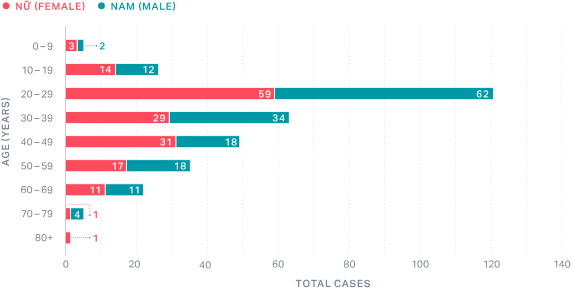 NỮ (FEMALE) NAM (MALE)
0–9 3 2
10–19 14 12
20–29 59 62
30–39 29 34
40–49 31 18
50–59 17 18
60–69 11 11
70–79 4 1
80+ 1
0 20 40 60 80 100 120 140
TOTAL CASES
AGE (YEARS)